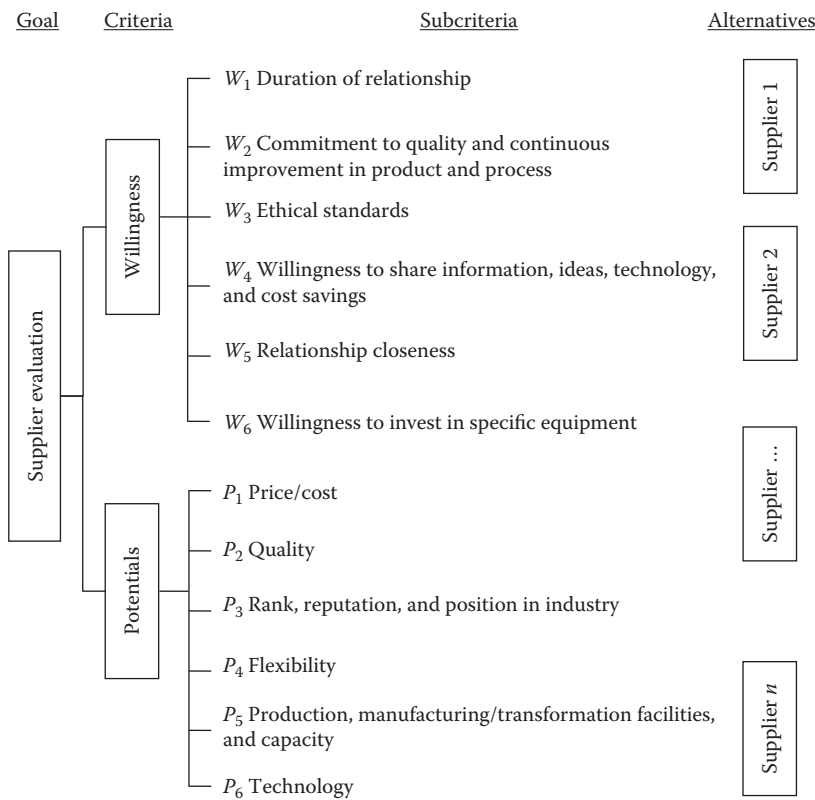 Goal
Criteria
Subcriteria
Alternatives
Supplier evaluation
Willingness
W₁ Duration of relationship
W₂ Commitment to quality and continuous
improvement in product and process
W₃ Ethical standards
W₄ Willingness to share information, ideas, technology,
and cost savings
W₅ Relationship closeness
W₆ Willingness to invest in specific equipment
Potentials
P₁ Price/cost
P₂ Quality
P₃ Rank, reputation, and position in industry
P₄ Flexibility
P₅ Production, manufacturing/transformation facilities,
and capacity
P₆ Technology
Supplier 1
Supplier 2
Supplier ...
Supplier n